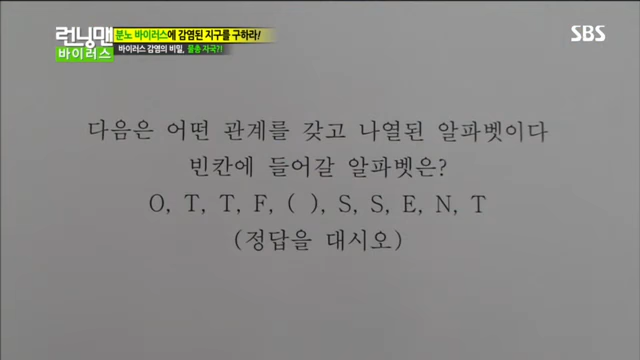 런닝맨
바이러스
분노 바이러스에 감염된 지구를 구하라!
바이러스 감염의 비밀, 물총 자국?!
SBS
다음은 어떤 관계를 갖고 나열된 알파벳이다
빈칸에 들어갈 알파벳은?
O, T, T, F, ( ), S, S, E, N, T
(정답을 대시오)